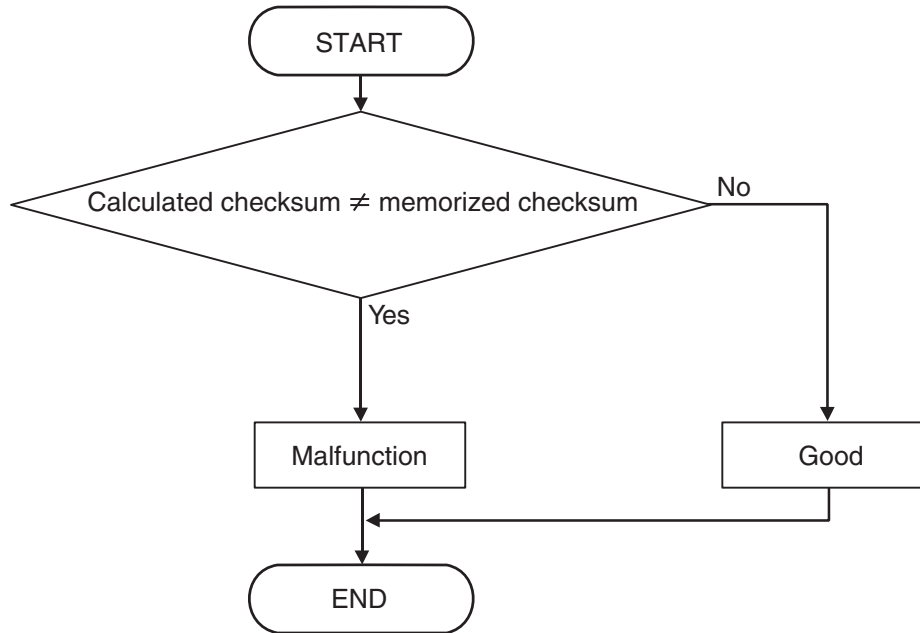 START
Calculated checksum ≠ memorized checksum
No
Yes
Malfunction
Good
END